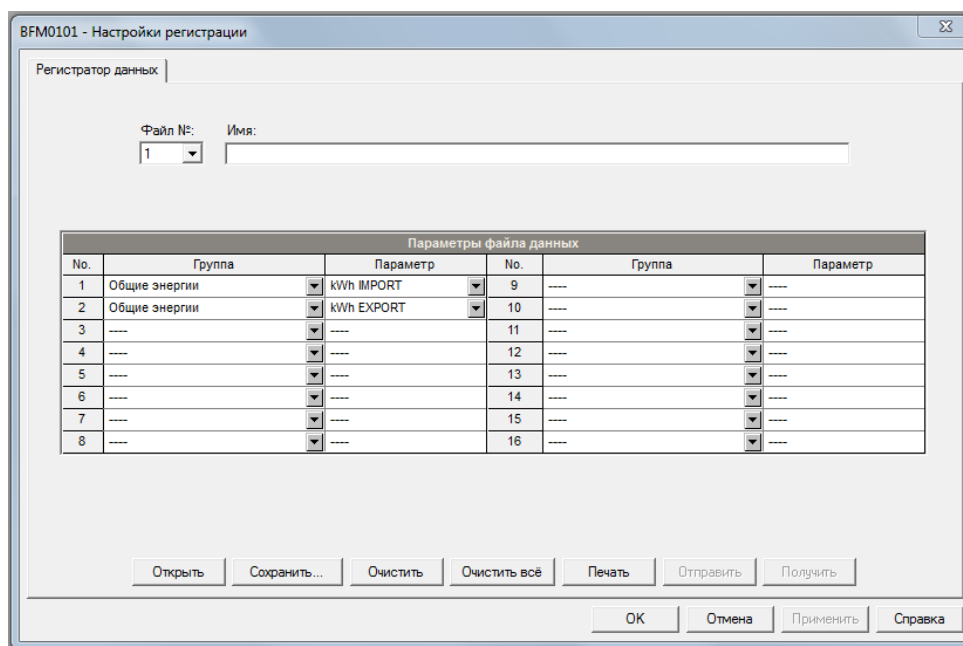 BFM0101 - Настройки регистрации
Регистратор данных
Файл №: Имя:
1
Параметры файла данных
No. Группа Параметр No. Группа Параметр
1 Общие энергии kWh IMPORT 9 ---- ----
2 Общие энергии kWh EXPORT 10 ---- ----
3 ---- ---- 11 ---- ----
4 ---- ---- 12 ---- ----
5 ---- ---- 13 ---- ----
6 ---- ---- 14 ---- ----
7 ---- ---- 15 ---- ----
8 ---- ---- 16 ---- ----
Открыть Сохранить... Очистить Очистить всё Печать Отправить Получить
OK Отмена Применить Справка